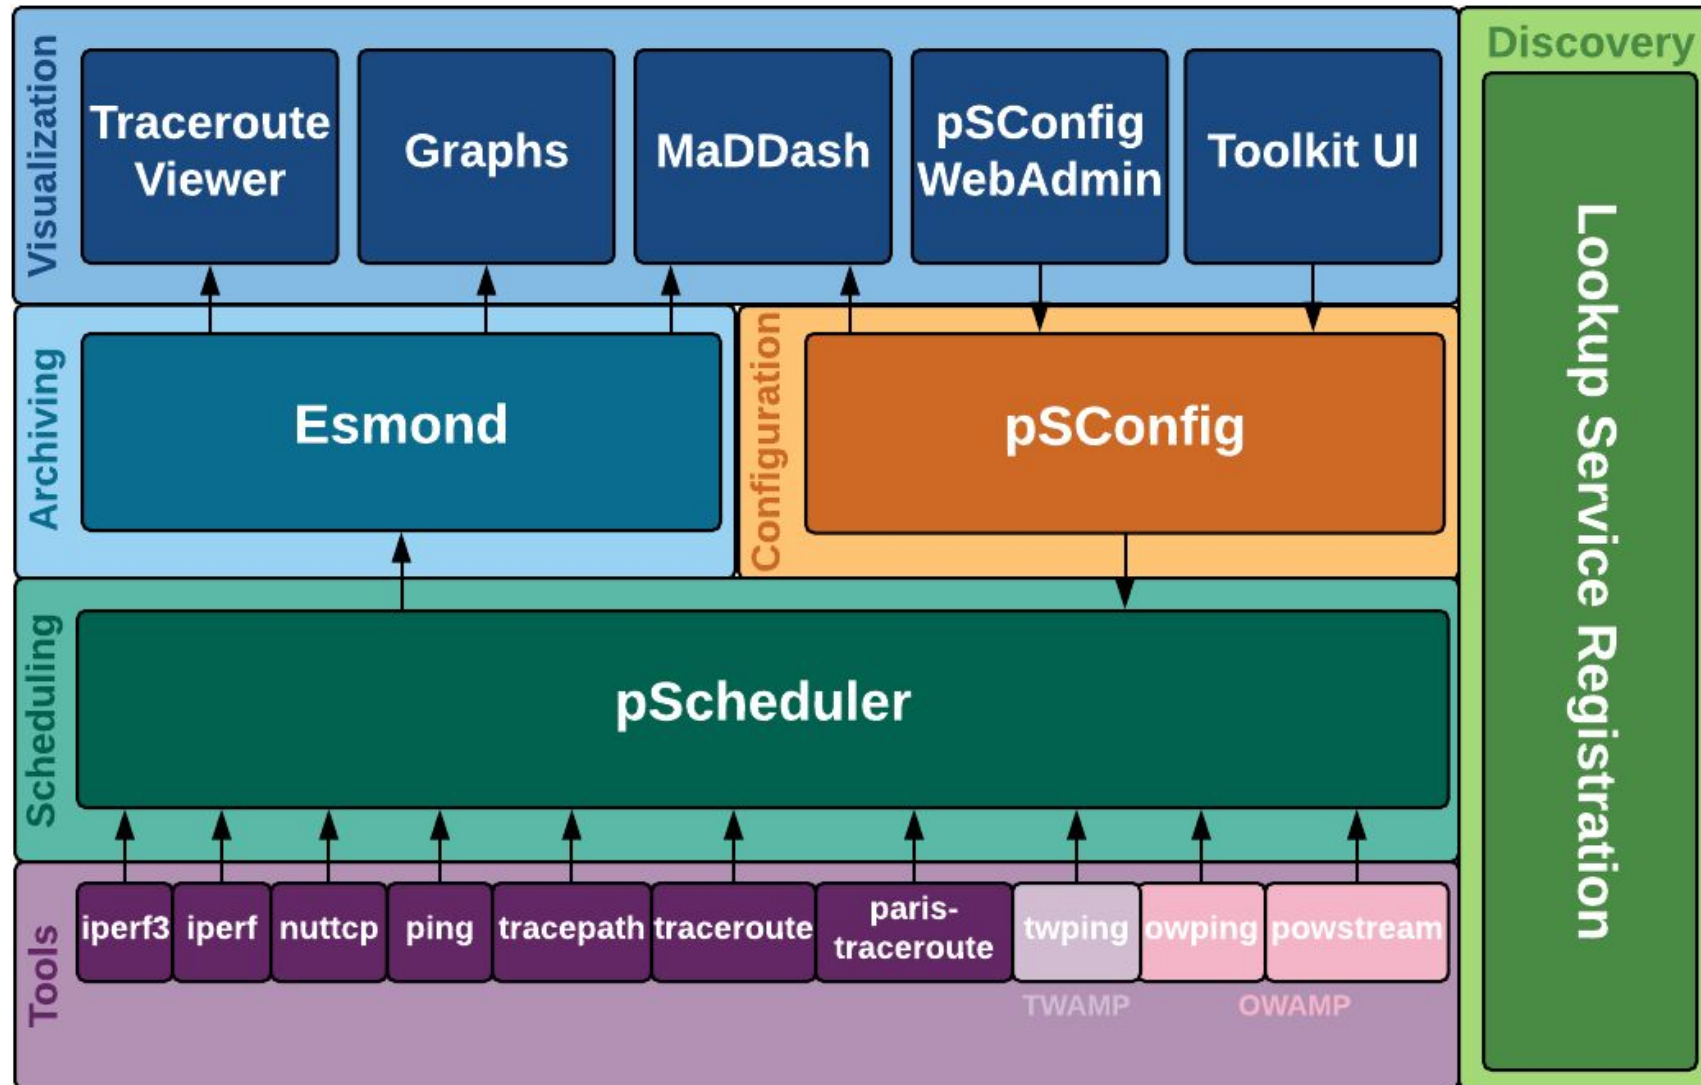 Visualization
Traceroute
Viewer
Graphs
MaDDash
pSConfig
WebAdmin
Toolkit UI
Discovery
Lookup Service Registration
Archiving
Esmond
Configuration
pSConfig
Scheduling
pScheduler
Tools
iperf3
iperf
nuttcp
ping
tracepath
traceroute
paris-
traceroute
twping
owping
powstream
TWAMP
OWAMP